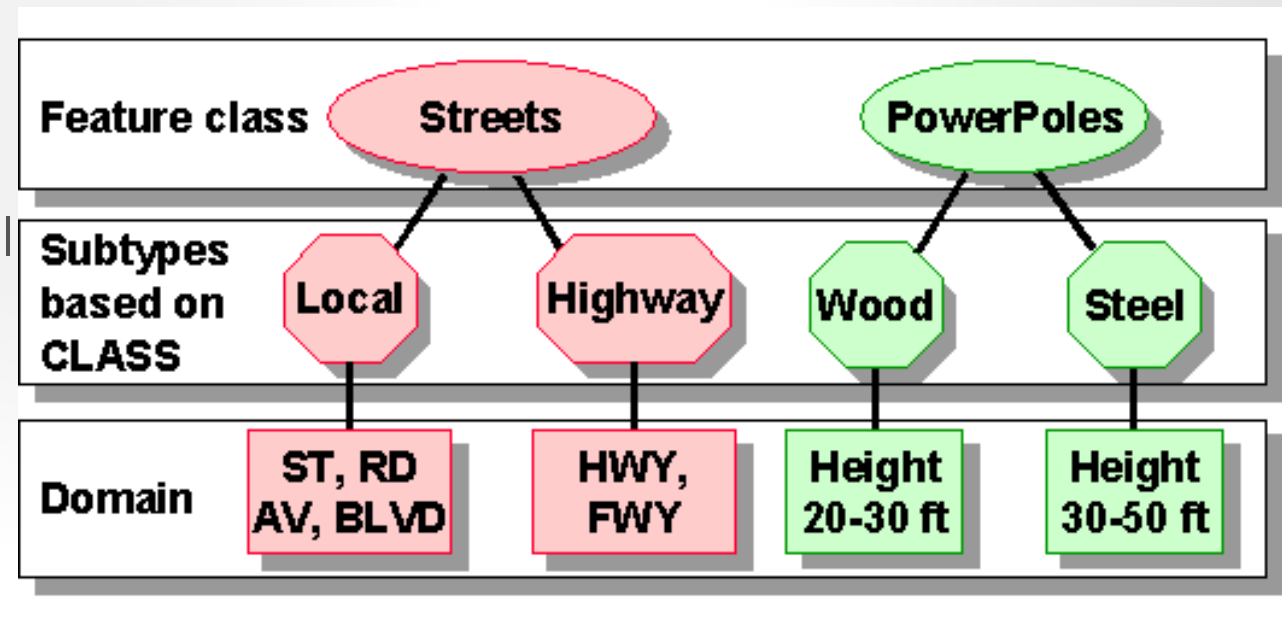 Feature class
Streets
PowerPoles
Subtypes
based on
CLASS
Local
Highway
Wood
Steel
Domain
ST, RD
AV, BLVD
HWY,
FWY
Height
20-30 ft
Height
30-50 ft